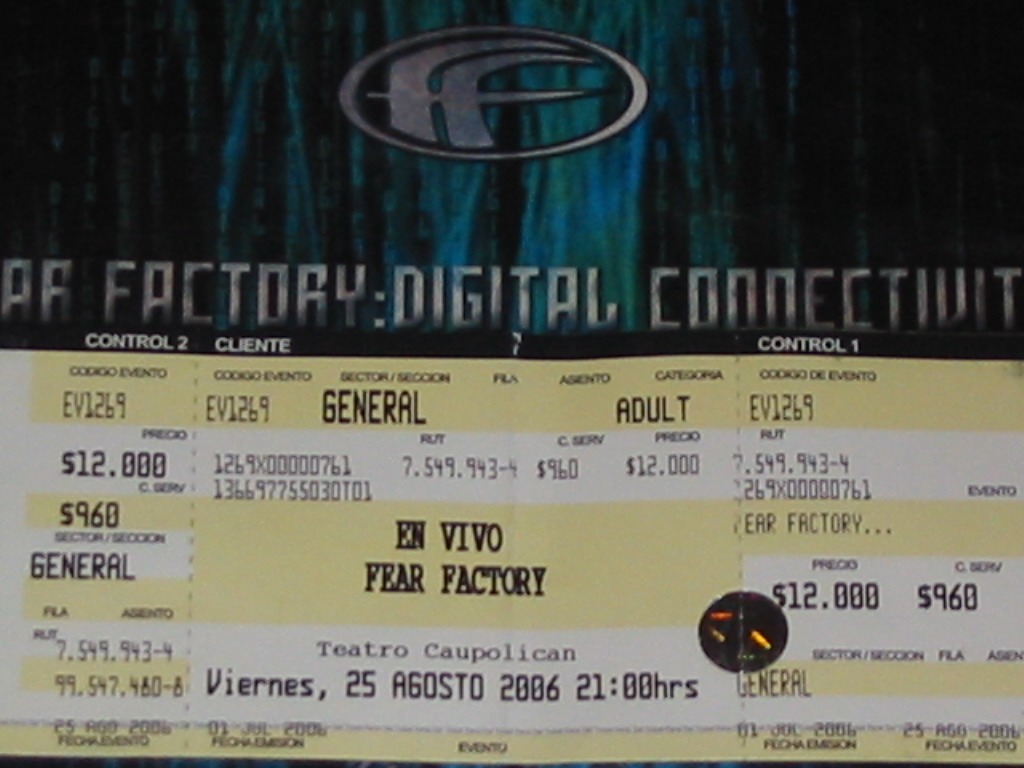 AR FACTORY:DIGITAL CONNECTIVIT
CONTROL 2 CLIENTE CONTROL 1
CODIGO EVENTO CODIGO EVENTO SECTOR/SECCION FILA ASIENTO CATEGORIA CODIGO DE EVENTO
EV1269 EV1269 GENERAL ADULT EV1269
PRECIO RUT C. SERV PRECIO RUT
$12.000 1269X00000761 7.549.943-4 $960 $12.000 7.549.943-4
C. SERV 136697755030T01 269X00000761 EVENTO
$960 EN VIVO EAR FACTORY...
SECTOR/SECCION
GENERAL FEAR FACTORY PRECIO C. SERV
$12.000 $960
FILA ASIENTO
RUT
7.549.943-4 Teatro Caupolican SECTOR/SECCION FILA ASIEN
99.547.480-8 Viernes, 25 AGOSTO 2006 21:00hrs GENERAL
25 AGO 2006 01 JUL 2006 01 JUL 2006 25 AGO 2006
FECHA EVENTO FECHA EMISION EVENTO FECHA EMISION FECHA EVENTO